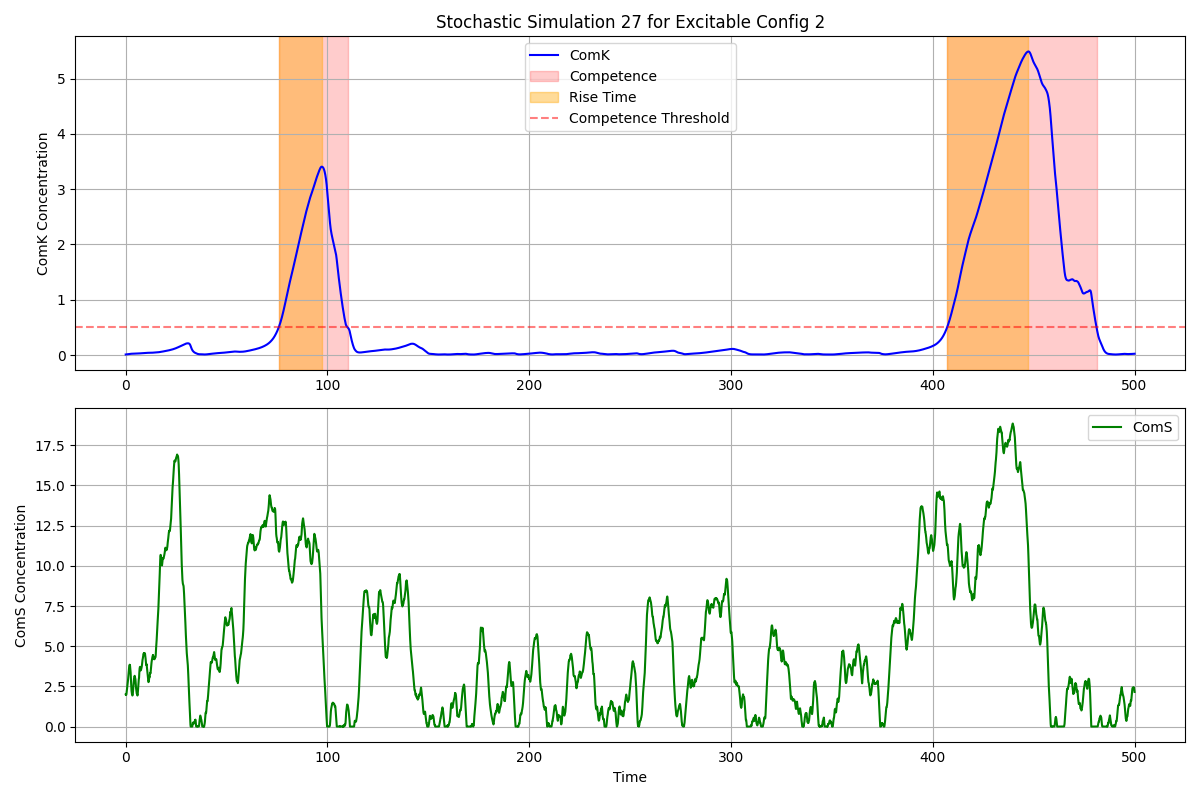 Stochastic Simulation 27 for Excitable Config 2
ComK Concentration
5
4
3
2
1
0
ComK
Competence
Rise Time
Competence Threshold
0
100
200
300
400
500
ComS Concentration
17.5
15.0
12.5
10.0
7.5
5.0
2.5
0.0
ComS
0
100
200
300
400
500
Time